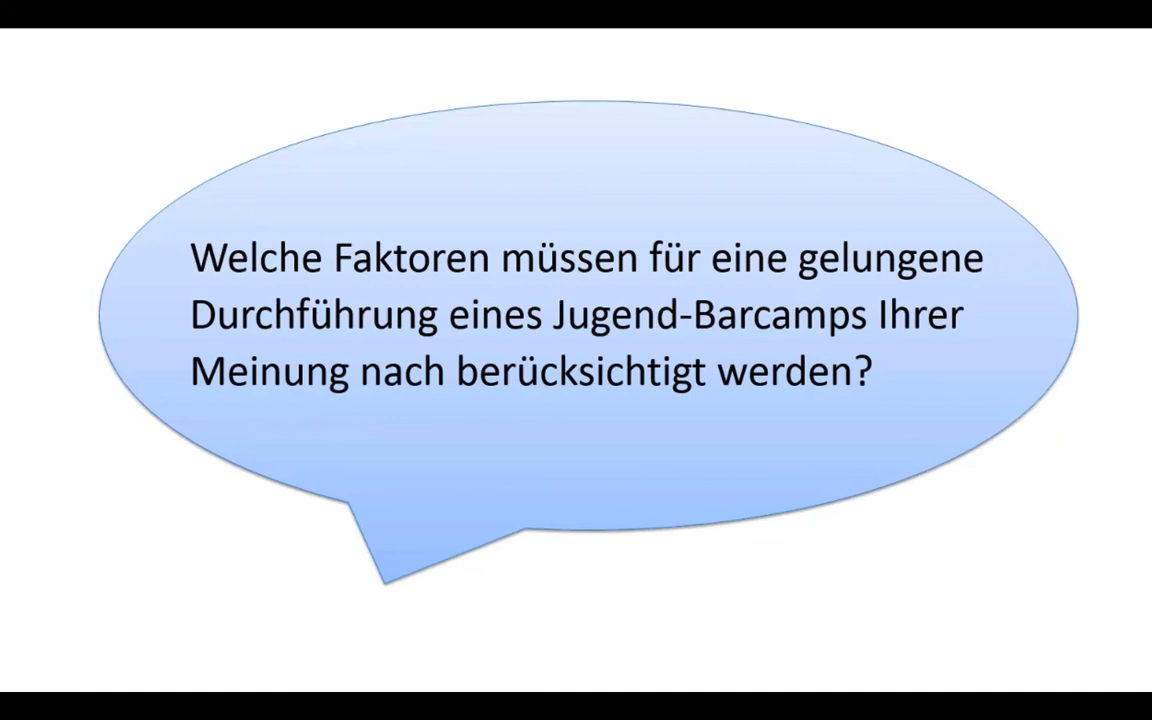 Welche Faktoren müssen für eine gelungene
Durchführung eines Jugend-Barcamps Ihrer
Meinung nach berücksichtigt werden?